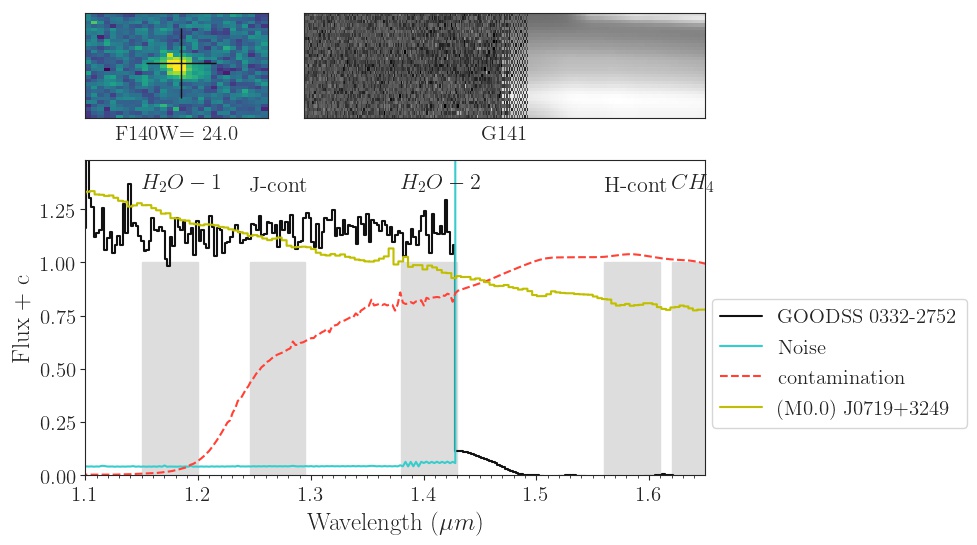 F140W= 24.0
G141
H₂O − 1
J-cont
H₂O − 2
H-cont
CH₄
1.25
1.00
0.75
0.50
0.25
0.00
Flux + c
1.1
1.2
1.3
1.4
1.5
1.6
Wavelength (μm)
GOODSS 0332-2752
Noise
contamination
(M0.0) J0719+3249